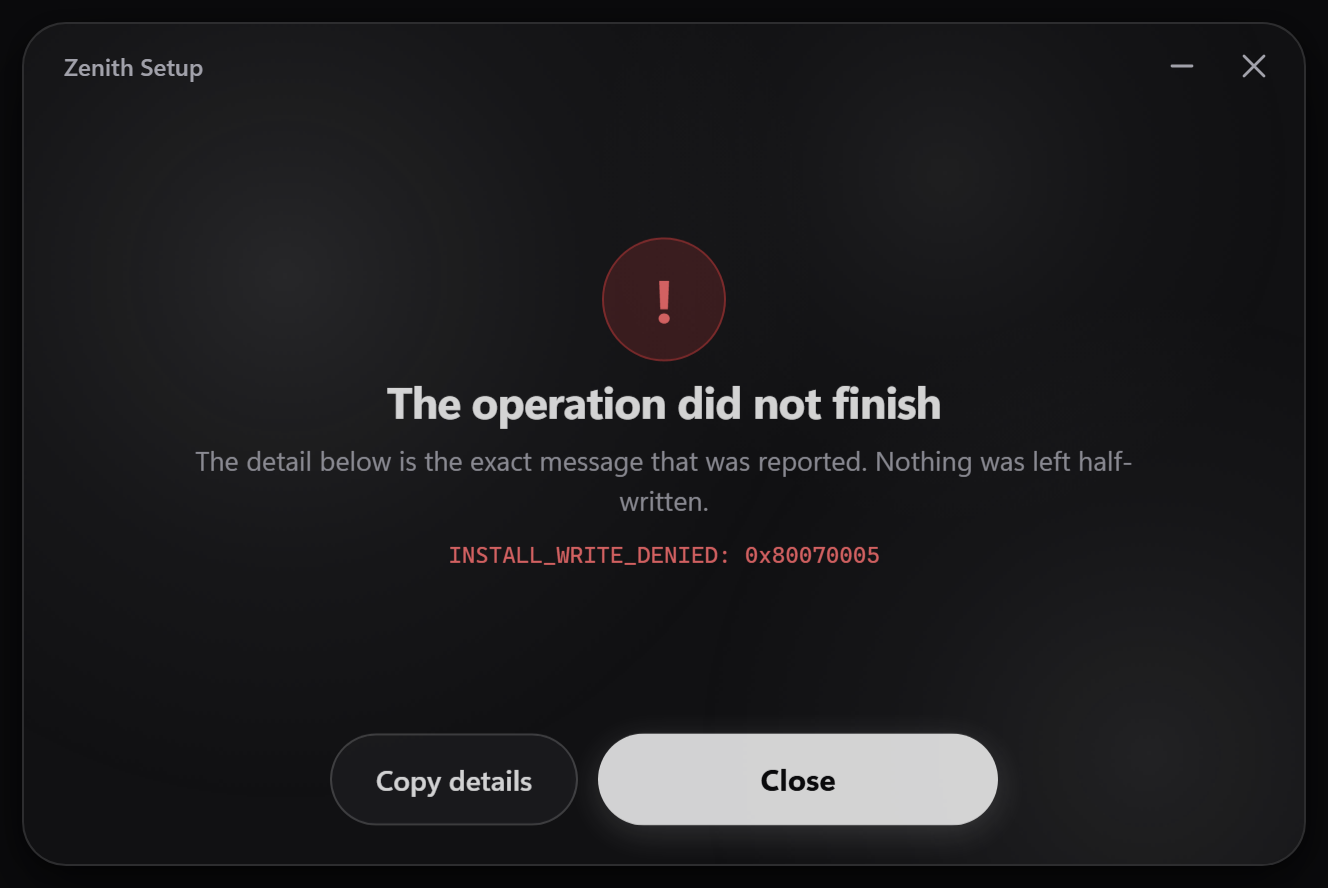 Zenith Setup
!
The operation did not finish
The detail below is the exact message that was reported. Nothing was left half-
written.
INSTALL_WRITE_DENIED: 0x80070005
Copy details
Close